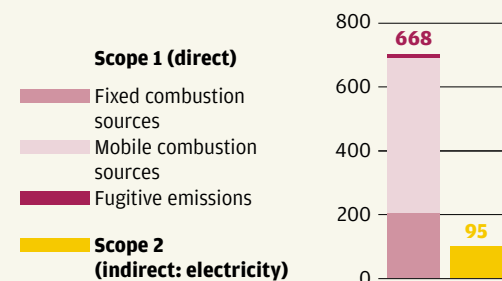 Scope 1 (direct)
Fixed combustion
sources
Mobile combustion
sources
Fugitive emissions
Scope 2
(indirect: electricity)
800
668
600
400
200
95
0